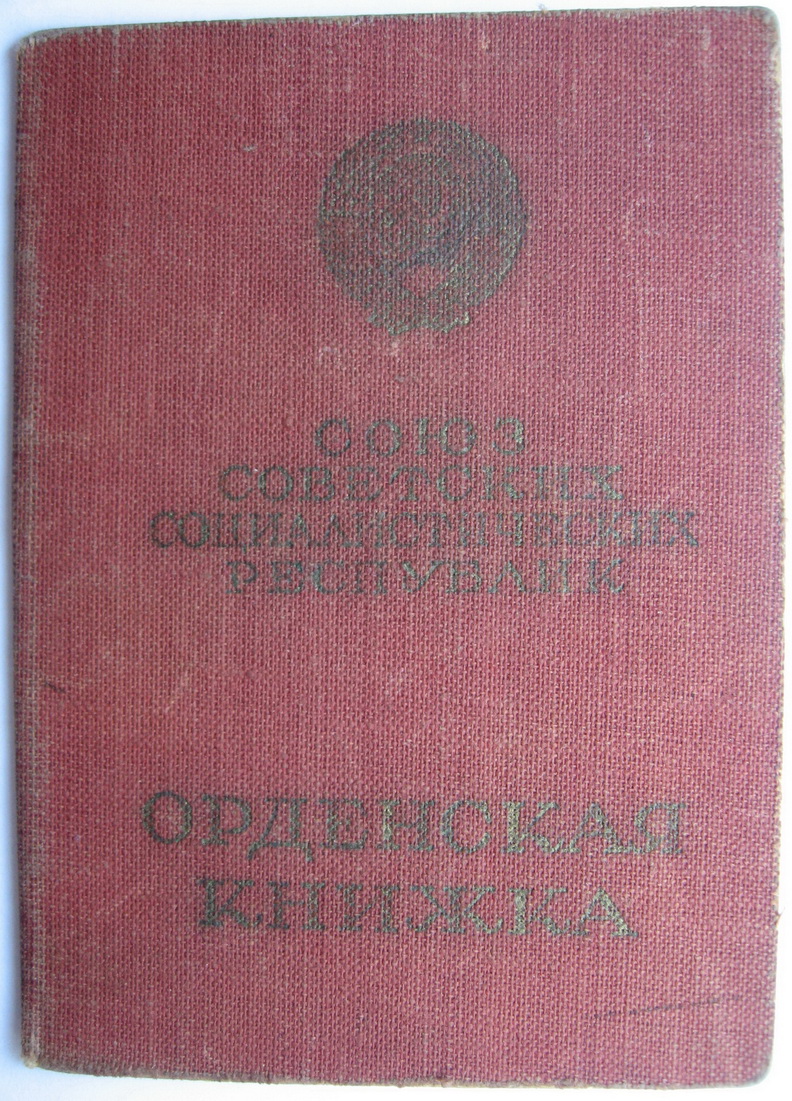 СОЮЗ
СОВЕТСКИХ
СОЦИАЛИСТИЧЕСКИХ
РЕСПУБЛИК
ОРДЕНСКАЯ
КНИЖКА